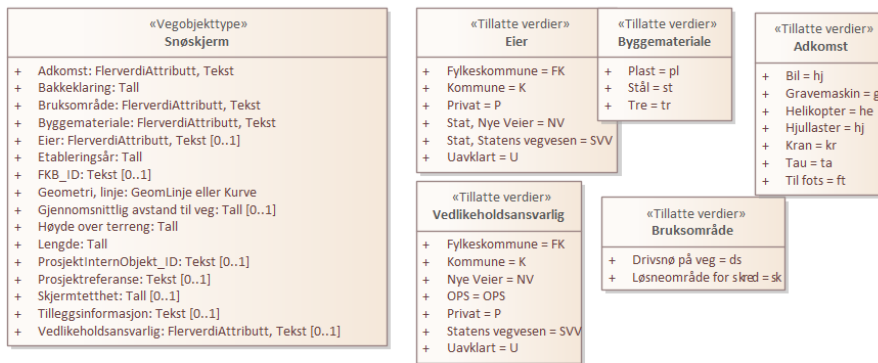 «Vegobjekttype»
Snøskjerm
+ Adkomst: FlerverdiAttributt, Tekst
+ Bakkeklaring: Tall
+ Bruksområde: FlerverdiAttributt, Tekst
+ Byggemateriale: FlerverdiAttributt, Tekst
+ Eier: FlerverdiAttributt, Tekst [0..1]
+ Etableringsår: Tall
+ FKB_ID: Tekst [0..1]
+ Geometri, linje: GeomLinje eller Kurve
+ Gjennomsnittlig avstand til veg: Tall [0..1]
+ Høyde over terreng: Tall
+ Lengde: Tall
+ ProsjektInternObjekt_ID: Tekst [0..1]
+ Prosjektreferanse: Tekst [0..1]
+ Skjermtetthet: Tall [0..1]
+ Tilleggsinformasjon: Tekst [0..1]
+ Vedlikeholdsansvarlig: FlerverdiAttributt, Tekst [0..1]
«Tillatte verdier»
Eier
+ Fylkeskommune = FK
+ Kommune = K
+ Privat = P
+ Stat, Nye Veier = NV
+ Stat, Statens vegvesen = SVV
+ Uavklart = U
«Tillatte verdier»
Byggemateriale
+ Plast = pl
+ Stål = st
+ Tre = tr
«Tillatte verdier»
Adkomst
+ Bil = hj
+ Gravemaskin = g
+ Helikopter = he
+ Hjullaster = hj
+ Kran = kr
+ Tau = ta
+ Til fots = ft
«Tillatte verdier»
Vedlikeholdsansvarlig
+ Fylkeskommune = FK
+ Kommune = K
+ Nye Veier = NV
+ OPS = OPS
+ Privat = P
+ Statens vegvesen = SVV
+ Uavklart = U
«Tillatte verdier»
Bruksområde
+ Drivsnø på veg = ds
+ Løsneområde for skred = sk